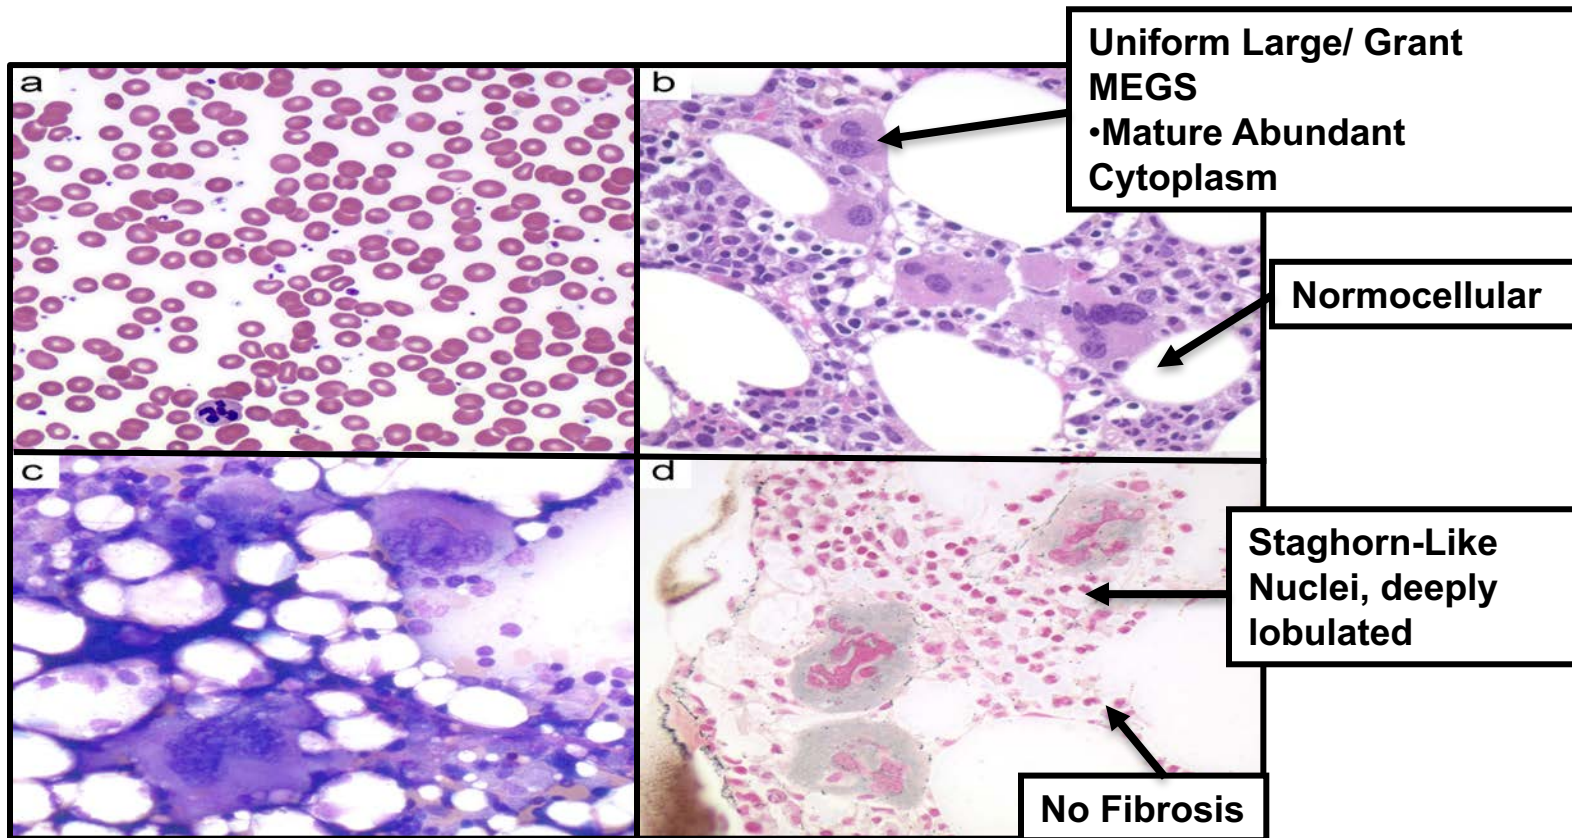 a
b
Uniform Large/ Grant
MEGS
•Mature Abundant
Cytoplasm
Normocellular
c
d
Staghorn-Like
Nuclei, deeply
lobulated
No Fibrosis